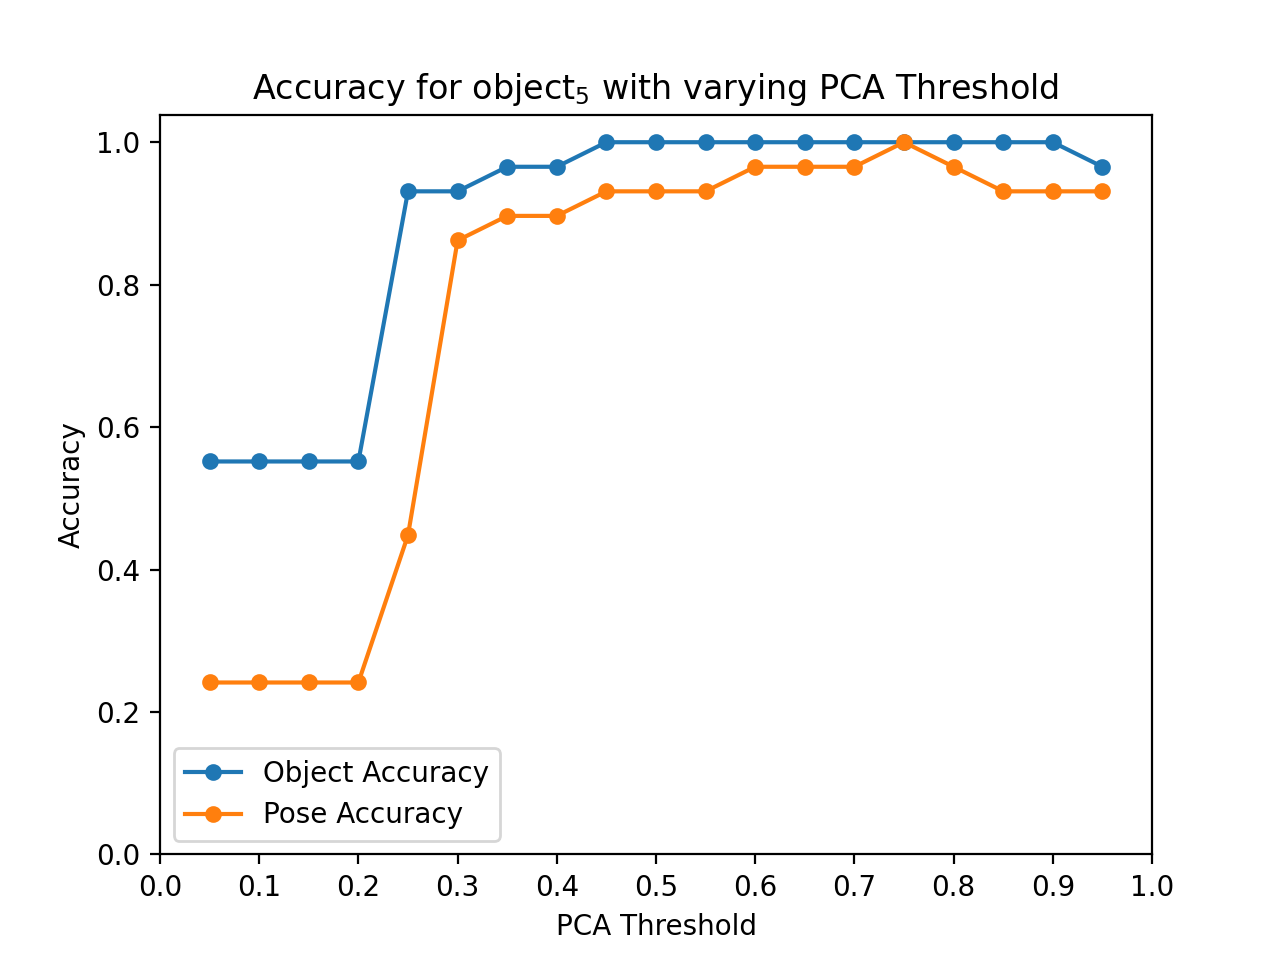 Accuracy for object₅ with varying PCA Threshold
Accuracy
1.0
0.8
0.6
0.4
0.2
0.0
Object Accuracy
Pose Accuracy
0.0 0.1 0.2 0.3 0.4 0.5 0.6 0.7 0.8 0.9 1.0
PCA Threshold